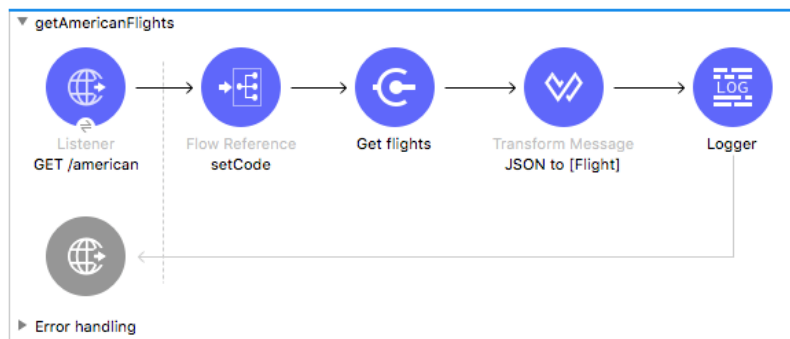 getAmericanFlights
LOG
Listener
Flow Reference
Get flights
Transform Message
Logger
GET /american
setCode
JSON to [Flight]
Error handling